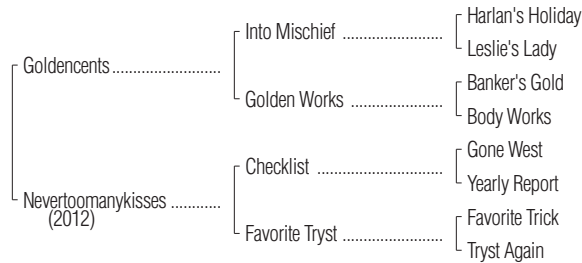 Harlan's Holiday
Into Mischief ........................
Leslie's Lady
Goldencents..........................
Banker's Gold
Golden Works .......................
Body Works
Gone West
Checklist ..............................
Yearly Report
Nevertoomanykisses ............
(2012)
Favorite Trick
Favorite Tryst ........................
Tryst Again